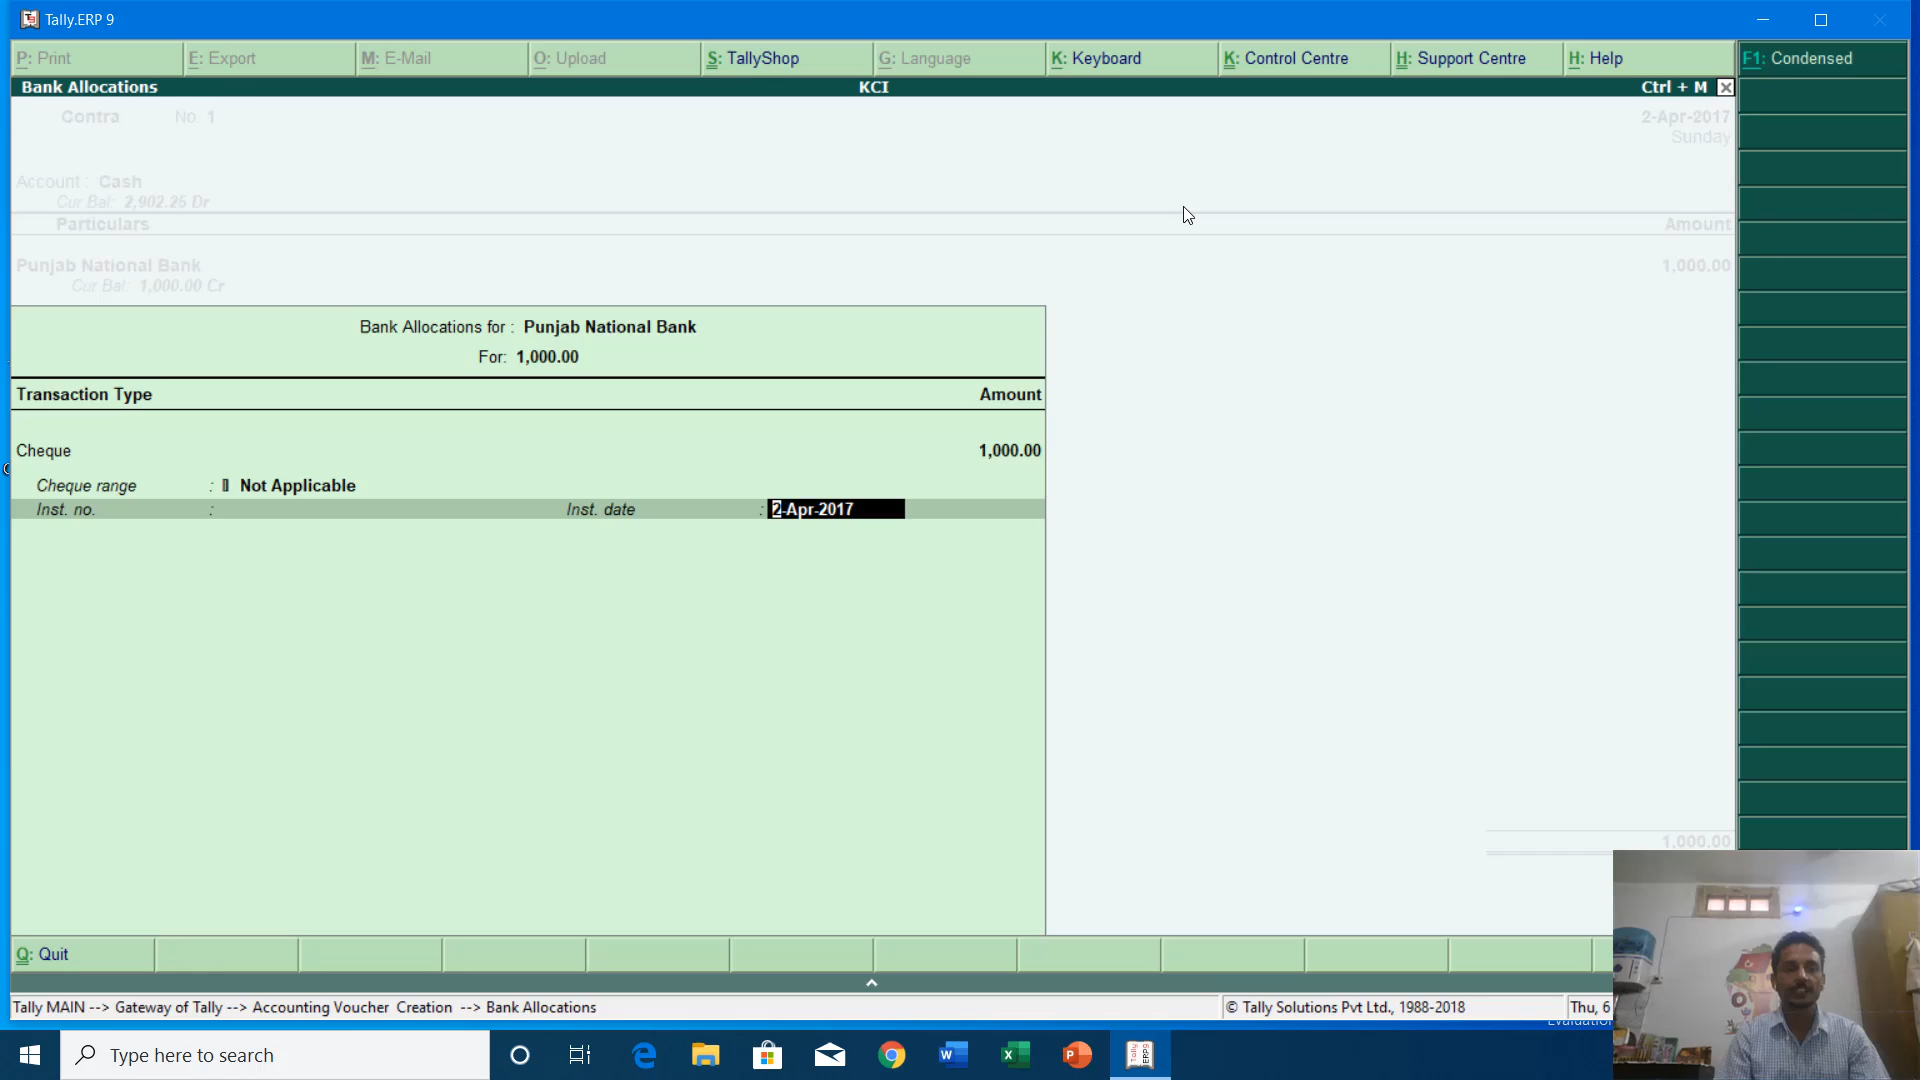 Tally.ERP 9
P: Print E: Export M: E-Mail O: Upload S: TallyShop G: Language K: Keyboard K: Control Centre H: Support Centre H: Help F1: Condensed
Bank Allocations KCI Ctrl + M
Contra No. 1 2-Apr-2017
Sunday
Account : Cash
Cur Bal: 2,902.25 Dr
Particulars Amount
Punjab National Bank 1,000.00
Cur Bal: 1,000.00 Cr
Bank Allocations for : Punjab National Bank
For: 1,000.00
Transaction Type Amount
Cheque 1,000.00
Cheque range : Not Applicable
Inst. no. : Inst. date : 2-Apr-2017
1,000.00
Q: Quit
Tally MAIN --> Gateway of Tally --> Accounting Voucher Creation --> Bank Allocations © Tally Solutions Pvt Ltd., 1988-2018 Thu, 6
Type here to search